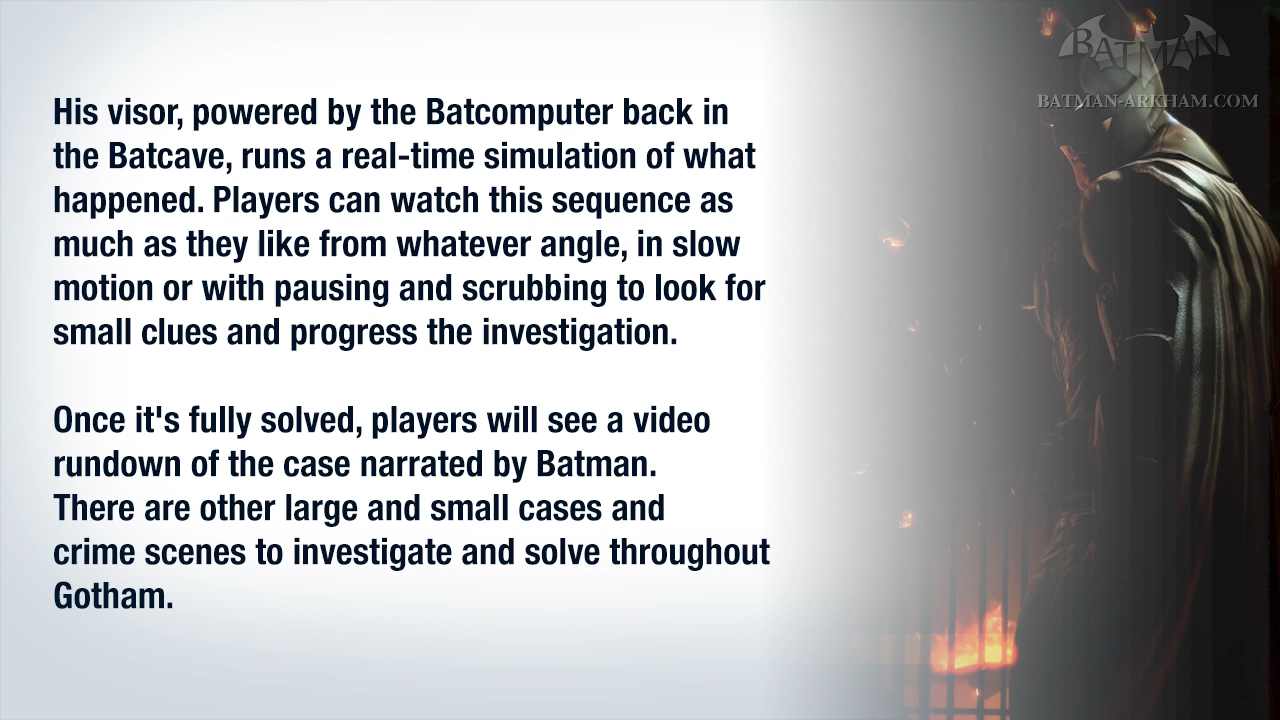 BATMAN
BATMAN-ARKHAM.COM
His visor, powered by the Batcomputer back in
the Batcave, runs a real-time simulation of what
happened. Players can watch this sequence as
much as they like from whatever angle, in slow
motion or with pausing and scrubbing to look for
small clues and progress the investigation.
Once it's fully solved, players will see a video
rundown of the case narrated by Batman.
There are other large and small cases and
crime scenes to investigate and solve throughout
Gotham.